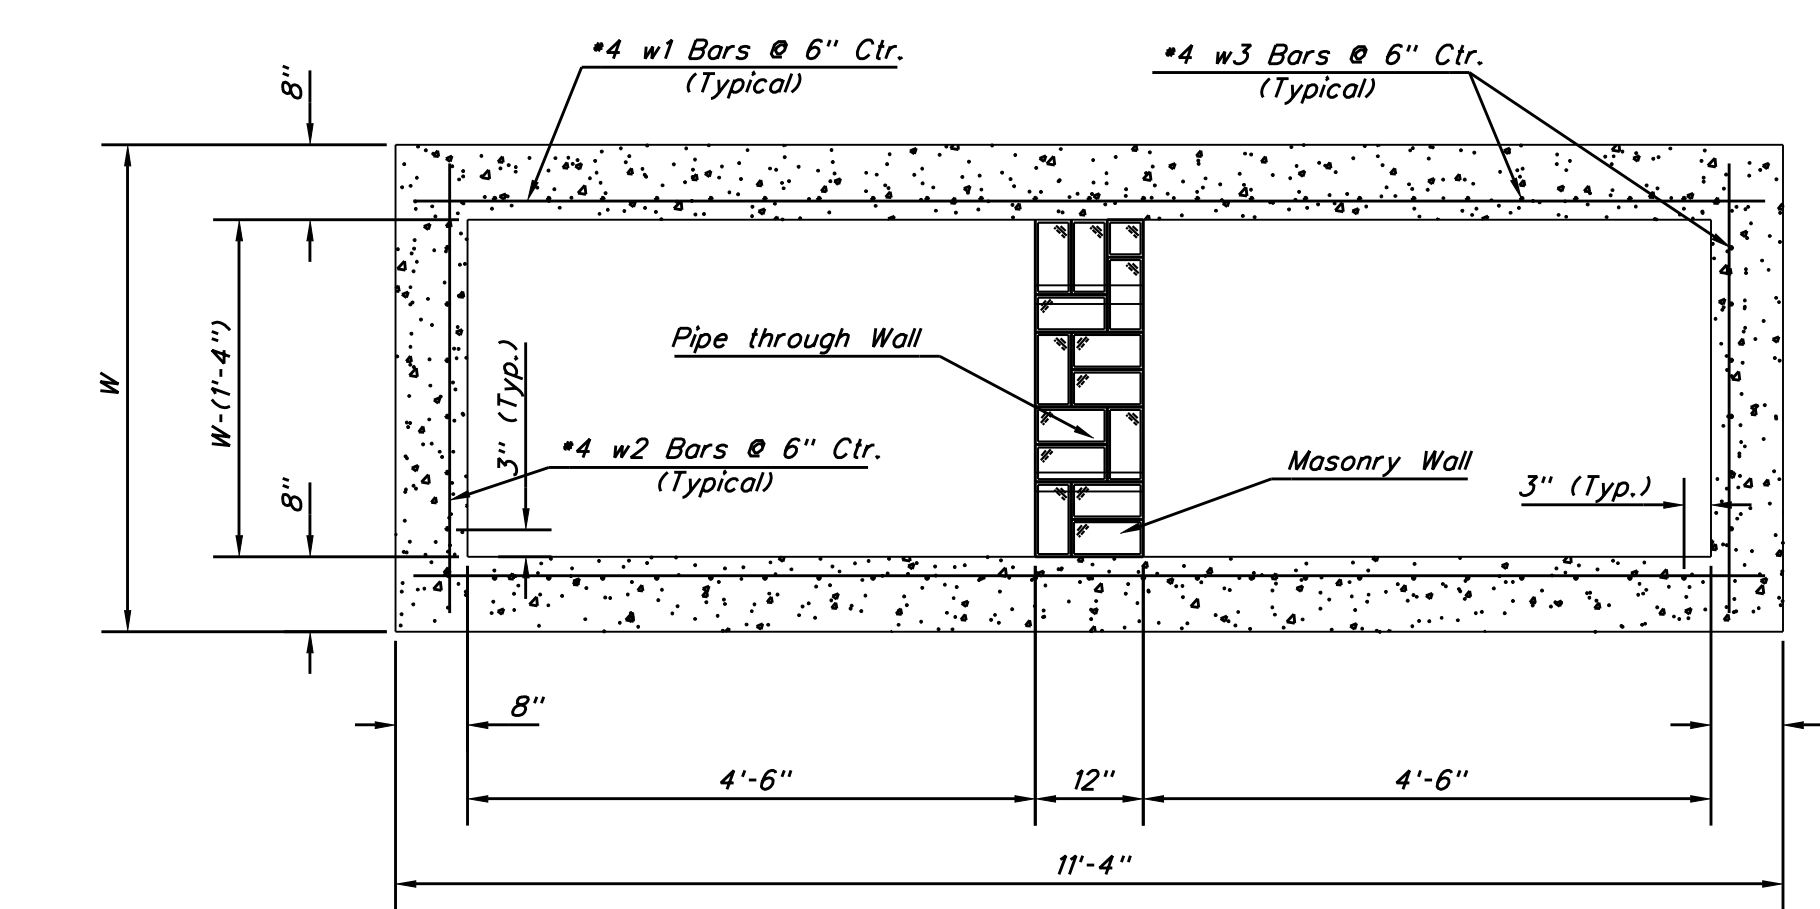 #4 w1 Bars @ 6" Ctr.
(Typical)
#4 w3 Bars @ 6" Ctr.
(Typical)
8"
W
W-(1'-4")
8"
3" (Typ.)
Pipe through Wall
#4 w2 Bars @ 6" Ctr.
(Typical)
Masonry Wall
3" (Typ.)
8"
4'-6"
12"
4'-6"
11'-4"